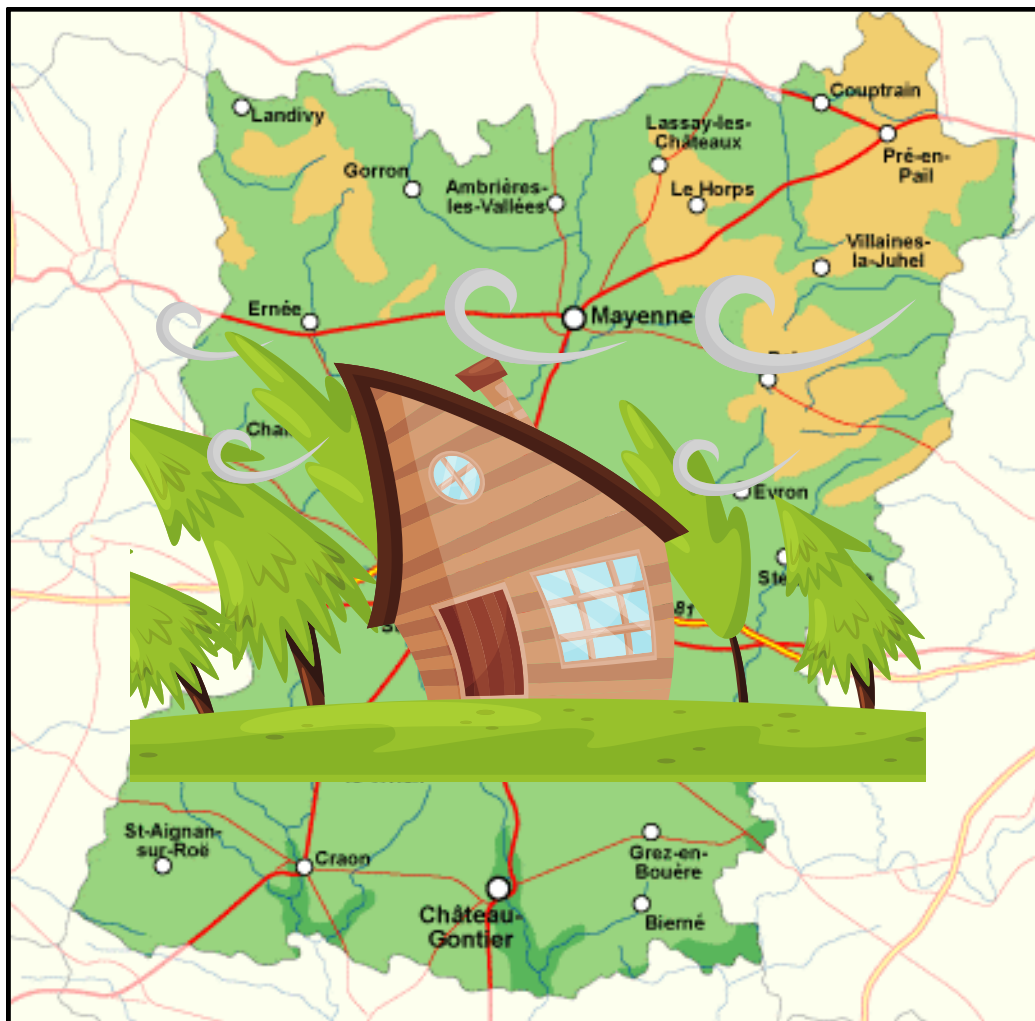 Couptrain
Landivy
Lassay-les-
Châteaux
Pré-en-
Pail
Gorron
Ambrières-
les-Vallées
Le Horps
Villaines-
la-Juhel
Ernée
Mayenne
Evron
81
St-Aignan-
sur-Roë
Craon
Grez-en-
Bouère
Château-
Gontier
Bierné